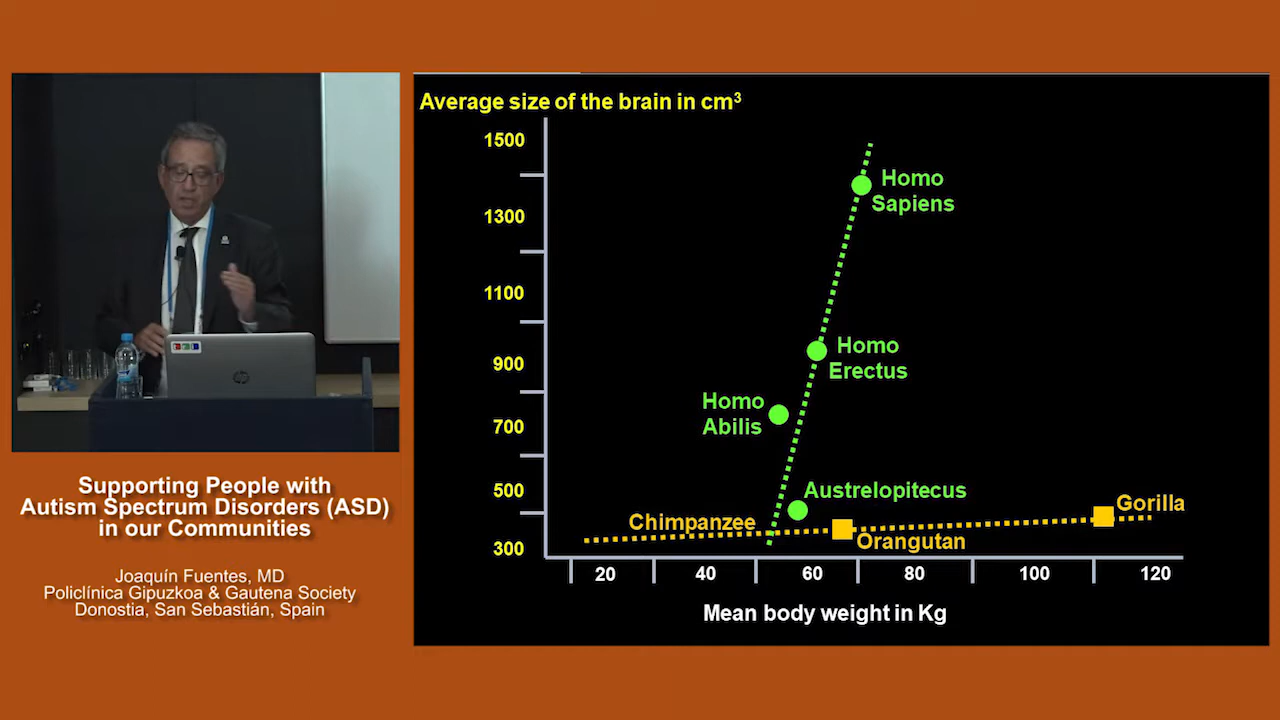 Average size of the brain in cm³
1500
1300
1100
900
700
500
300
Homo
Sapiens
Homo
Erectus
Homo
Abilis
Austrelopitecus
Chimpanzee
Orangutan
Gorilla
20 40 60 80 100 120
Mean body weight in Kg
Supporting People with
Autism Spectrum Disorders (ASD)
in our Communities
Joaquín Fuentes, MD
Policlínica Gipuzkoa & Gautena Society
Donostia, San Sebastián, Spain
hp